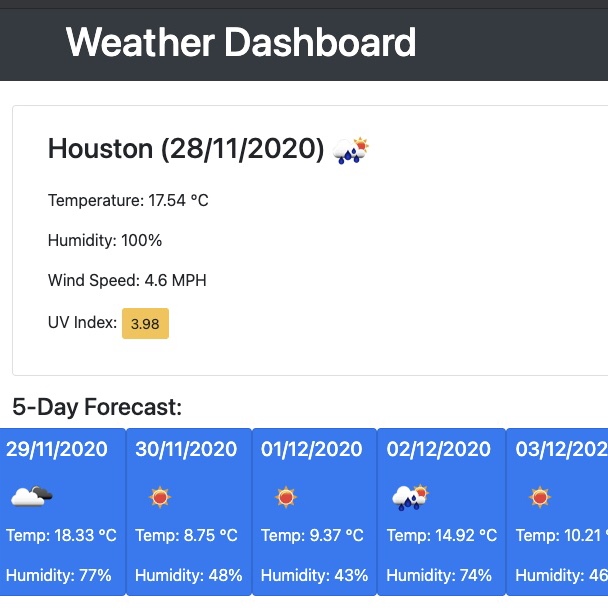 Weather Dashboard
Houston (28/11/2020)
Temperature: 17.54 °C
Humidity: 100%
Wind Speed: 4.6 MPH
UV Index: 3.98
5-Day Forecast:
29/11/2020 30/11/2020 01/12/2020 02/12/2020 03/12/202
Temp: 18.33 °C Temp: 8.75 °C Temp: 9.37 °C Temp: 14.92 °C Temp: 10.21 °
Humidity: 77% Humidity: 48% Humidity: 43% Humidity: 74% Humidity: 46